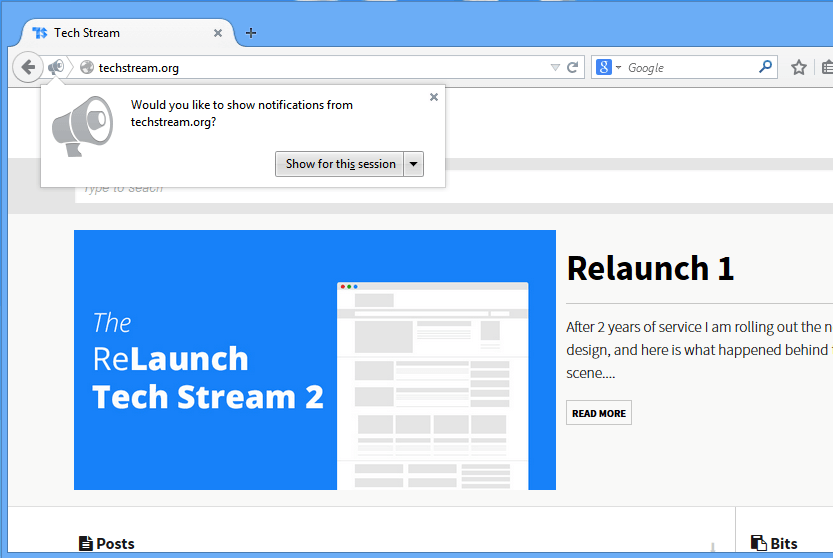 Tech Stream
techstream.org
Google
Would you like to show notifications from
techstream.org?
Show for this session
Type to seach
The
ReLaunch
Tech Stream 2
Relaunch 1
After 2 years of service I am rolling out the n
design, and here is what happened behind t
scene....
READ MORE
Posts
Bits